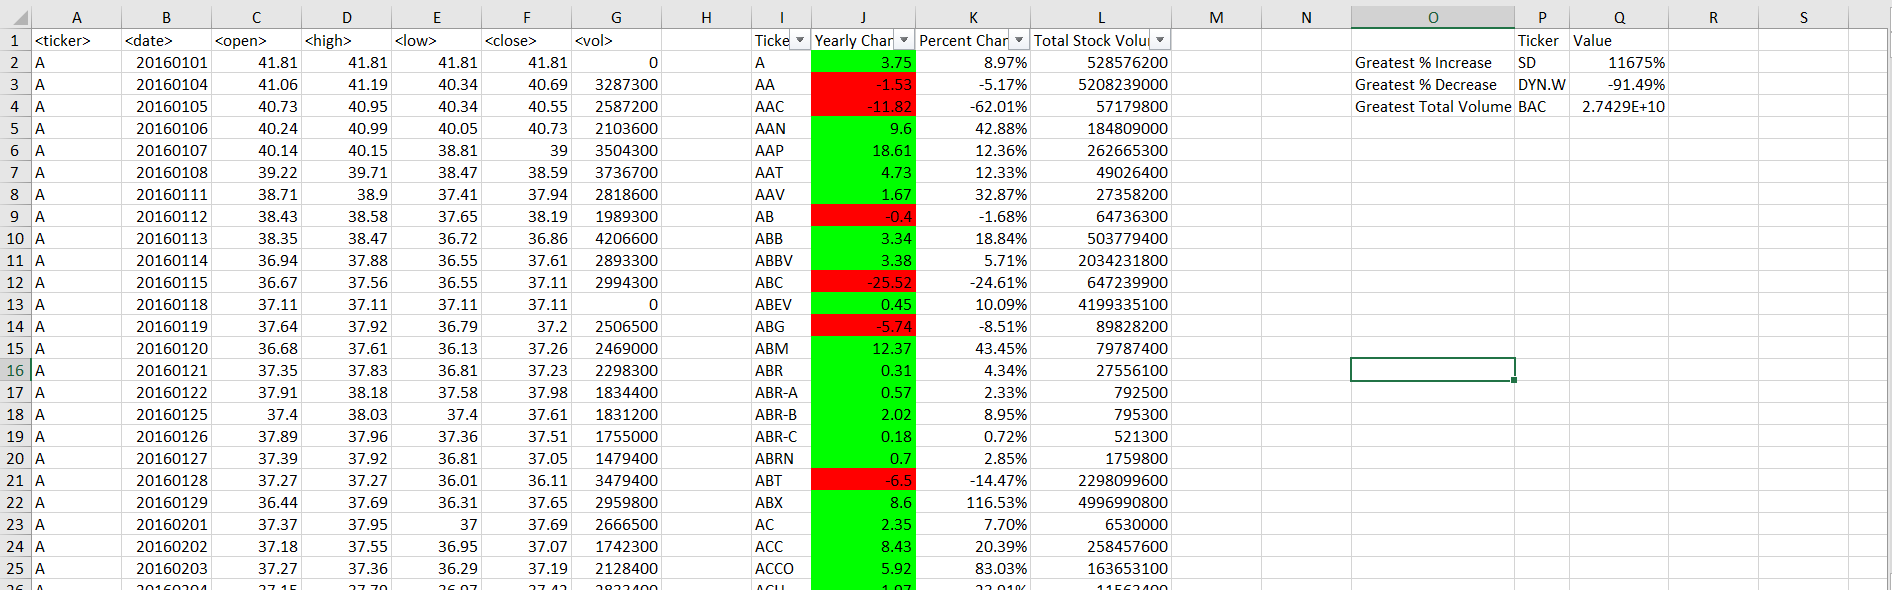 A B C D E F G H I J K L M N O P Q R S
1 <ticker> <date> <open> <high> <low> <close> <vol> Ticke Yearly Char Percent Char Total Stock Volu Ticker Value
2 A 20160101 41.81 41.81 41.81 41.81 0 A 3.75 8.97% 528576200 Greatest % Increase SD 11675%
3 A 20160104 41.06 41.19 40.34 40.69 3287300 AA -1.53 -5.17% 5208239000 Greatest % Decrease DYN.W -91.49%
4 A 20160105 40.73 40.95 40.34 40.55 2587200 AAC -11.82 -62.01% 57179800 Greatest Total Volume BAC 2.7429E+10
5 A 20160106 40.24 40.99 40.05 40.73 2103600 AAN 9.6 42.88% 184809000
6 A 20160107 40.14 40.15 38.81 39 3504300 AAP 18.61 12.36% 262665300
7 A 20160108 39.22 39.71 38.47 38.59 3736700 AAT 4.73 12.33% 49026400
8 A 20160111 38.71 38.9 37.41 37.94 2818600 AAV 1.67 32.87% 27358200
9 A 20160112 38.43 38.58 37.65 38.19 1989300 AB -0.4 -1.68% 64736300
10 A 20160113 38.35 38.47 36.72 36.86 4206600 ABB 3.34 18.84% 503779400
11 A 20160114 36.94 37.88 36.55 37.61 2893300 ABBV 3.38 5.71% 2034231800
12 A 20160115 36.67 37.56 36.55 37.11 2994300 ABC -25.52 -24.61% 647239900
13 A 20160118 37.11 37.11 37.11 37.11 0 ABEV 0.45 10.09% 4199335100
14 A 20160119 37.64 37.92 36.79 37.2 2506500 ABG -5.74 -8.51% 89828200
15 A 20160120 36.68 37.61 36.13 37.26 2469000 ABM 12.37 43.45% 79787400
16 A 20160121 37.35 37.83 36.81 37.23 2298300 ABR 0.31 4.34% 27556100
17 A 20160122 37.91 38.18 37.58 37.98 1834400 ABR-A 0.57 2.33% 792500
18 A 20160125 37.4 38.03 37.4 37.61 1831200 ABR-B 2.02 8.95% 795300
19 A 20160126 37.89 37.96 37.36 37.51 1755000 ABR-C 0.18 0.72% 521300
20 A 20160127 37.39 37.92 36.81 37.05 1479400 ABRN 0.7 2.85% 1759800
21 A 20160128 37.27 37.27 36.01 36.11 3479400 ABT -6.5 -14.47% 2298099600
22 A 20160129 36.44 37.69 36.31 37.65 2959800 ABX 8.6 116.53% 4996990800
23 A 20160201 37.37 37.95 37 37.69 2666500 AC 2.35 7.70% 6530000
24 A 20160202 37.18 37.55 36.95 37.07 1742300 ACC 8.43 20.39% 258457600
25 A 20160203 37.27 37.36 36.29 37.19 2128400 ACCO 5.92 83.03% 163653100